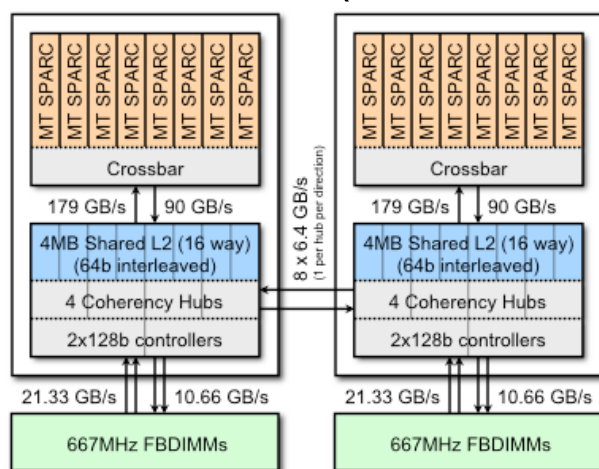 MT SPARC
MT SPARC
MT SPARC
MT SPARC
MT SPARC
MT SPARC
MT SPARC
MT SPARC
Crossbar
179 GB/s
90 GB/s
4MB Shared L2 (16 way)
(64b interleaved)
4 Coherency Hubs
2x128b controllers
21.33 GB/s
10.66 GB/s
667MHz FBDIMMs
8 x 6.4 GB/s
(1 per hub per direction)
MT SPARC
MT SPARC
MT SPARC
MT SPARC
MT SPARC
MT SPARC
MT SPARC
MT SPARC
Crossbar
179 GB/s
90 GB/s
4MB Shared L2 (16 way)
(64b interleaved)
4 Coherency Hubs
2x128b controllers
21.33 GB/s
10.66 GB/s
667MHz FBDIMMs